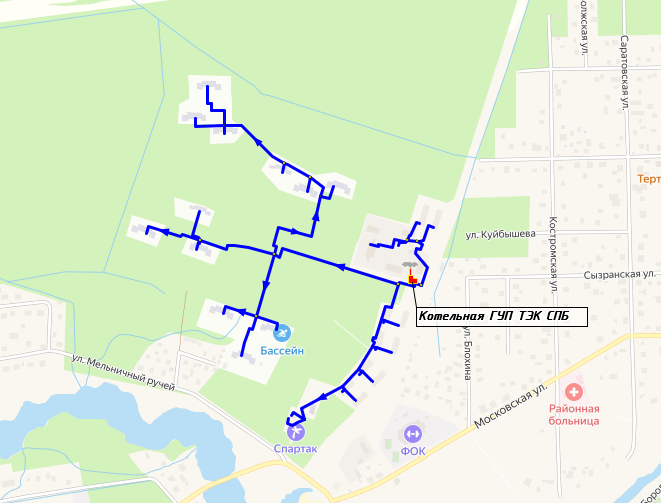 олжская ул.
Саратовская ул.
Терт
ул. Куйбышева
Костромская ул.
Сызранская ул.
Котельная ГУП ТЭК СПБ
ул. Блохина
Бассейн
ул. Мельничный ручей
Московская ул.
Районная
больница
Спартак
ФОК
Боро